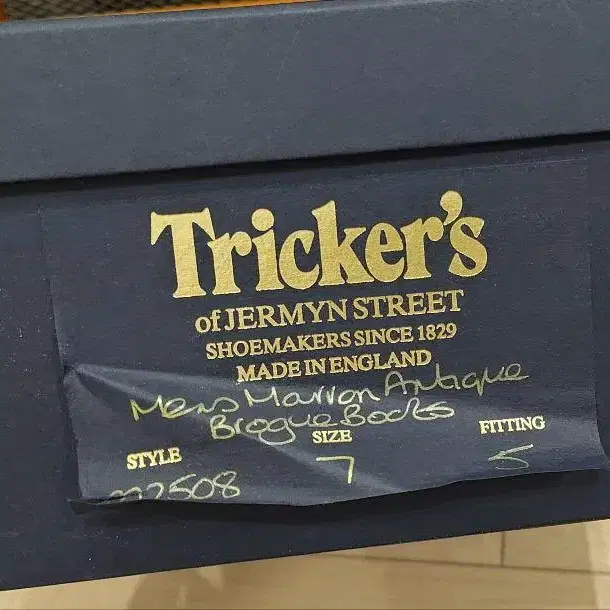 Tricker's
of JERMYN STREET
SHOEMAKERS SINCE 1829
MADE IN ENGLAND
Mens Marron Antique
Brogue Boots
STYLE SIZE FITTING
2508 7 5